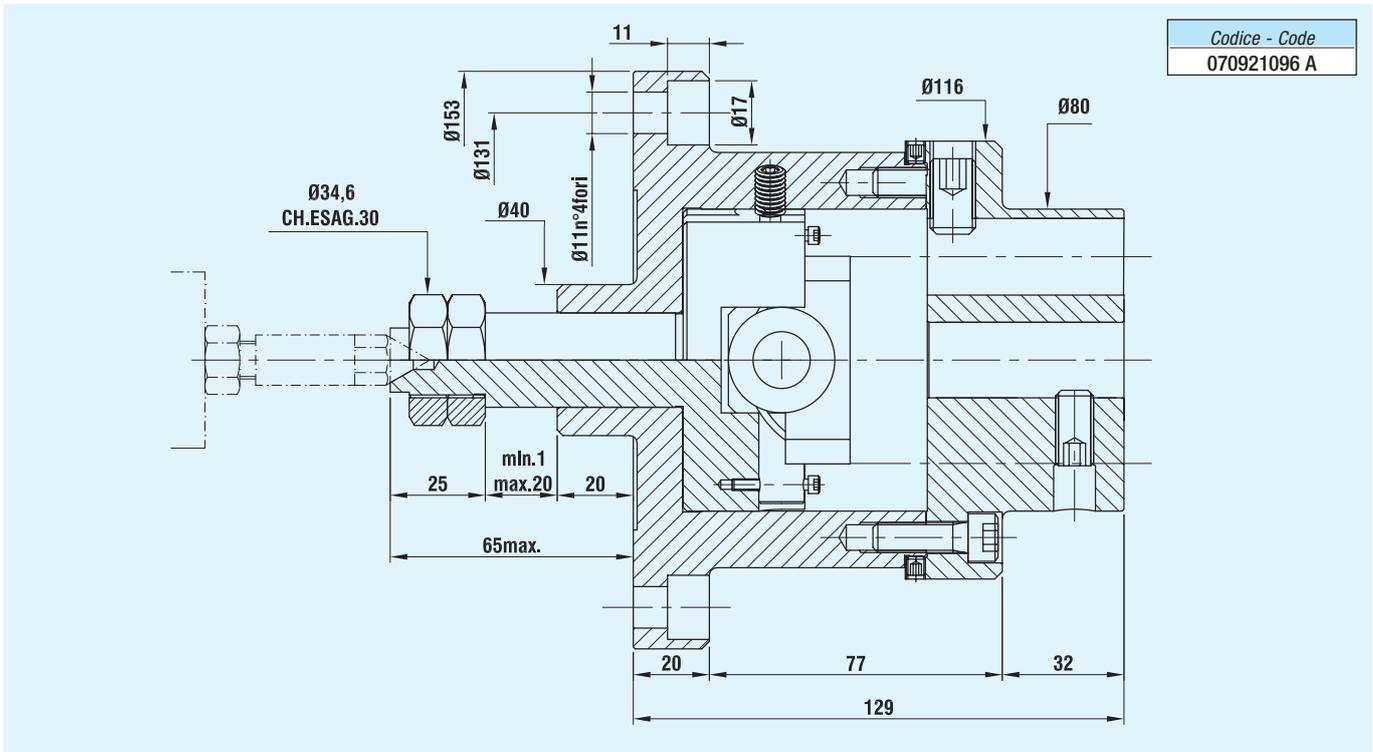 11
Codice - Code
070921096 A
Ø116
Ø80
Ø153
Ø131
Ø17
Ø11n°4fori
Ø34,6
CH.ESAG.30
Ø40
mIn.1
max.20
25
20
65max.
20
77
32
129